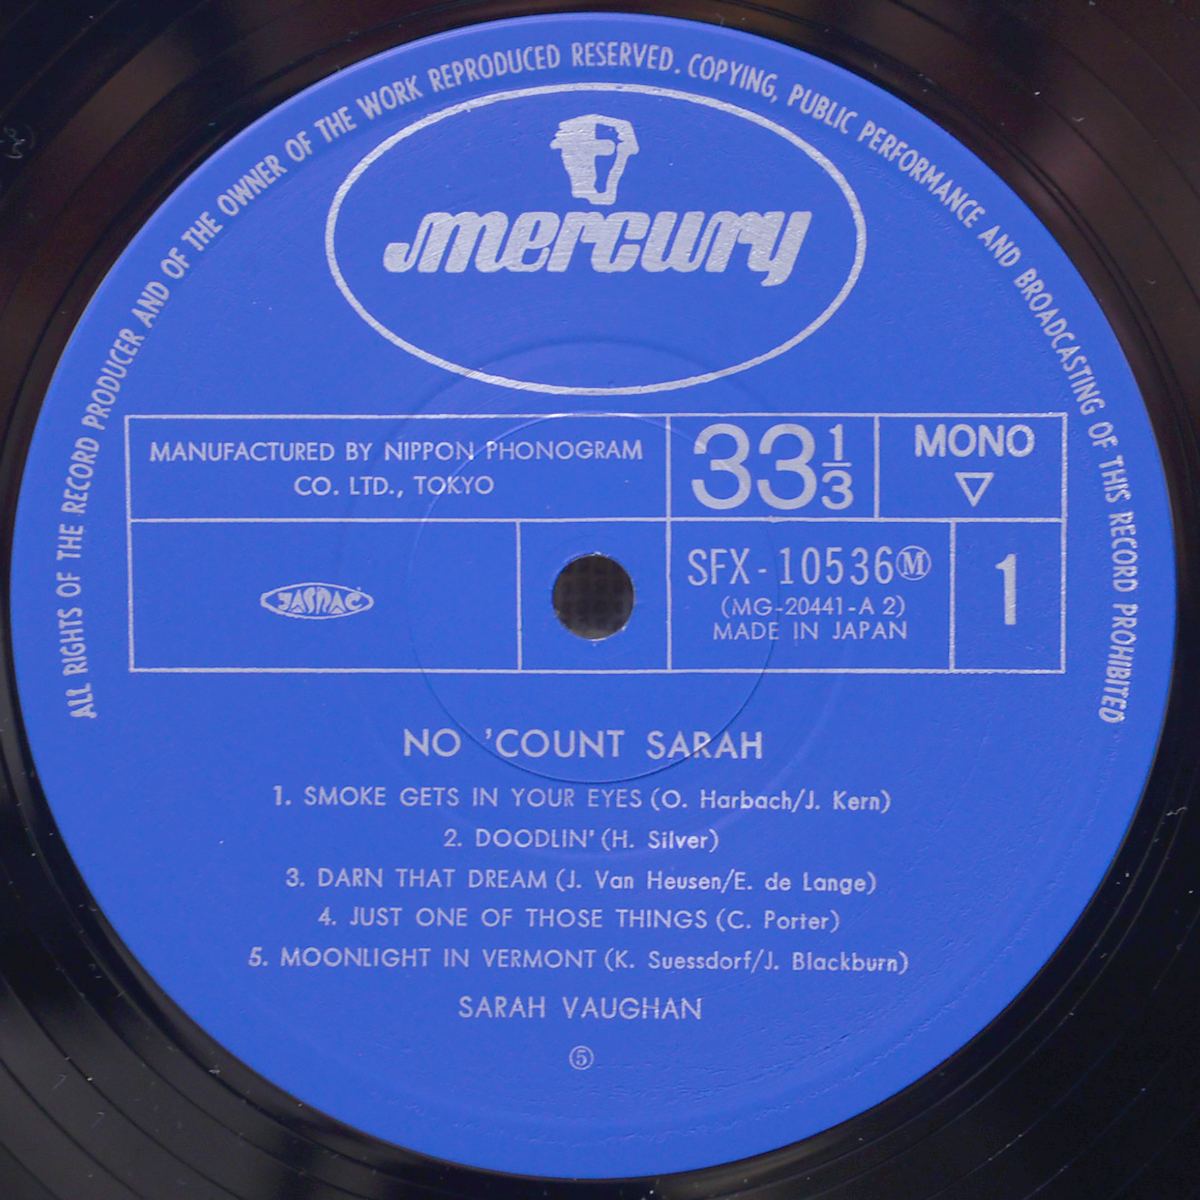 ALL RIGHTS OF THE RECORD PRODUCER AND OF THE OWNER OF THE WORK REPRODUCED RESERVED. COPYING, PUBLIC PERFORMANCE AND BROADCASTING OF THIS RECORD PROHIBITED
mercury
MANUFACTURED BY NIPPON PHONOGRAM
CO. LTD., TOKYO
33 1/3
MONO
▽
JASRAC
SFX-10536Ⓜ
(MG-20441-A 2)
MADE IN JAPAN
1
NO 'COUNT SARAH
1. SMOKE GETS IN YOUR EYES (O. Harbach/J. Kern)
2. DOODLIN' (H. Silver)
3. DARN THAT DREAM (J. Van Heusen/E. de Lange)
4. JUST ONE OF THOSE THINGS (C. Porter)
5. MOONLIGHT IN VERMONT (K. Suessdorf/J. Blackburn)
SARAH VAUGHAN
⑤